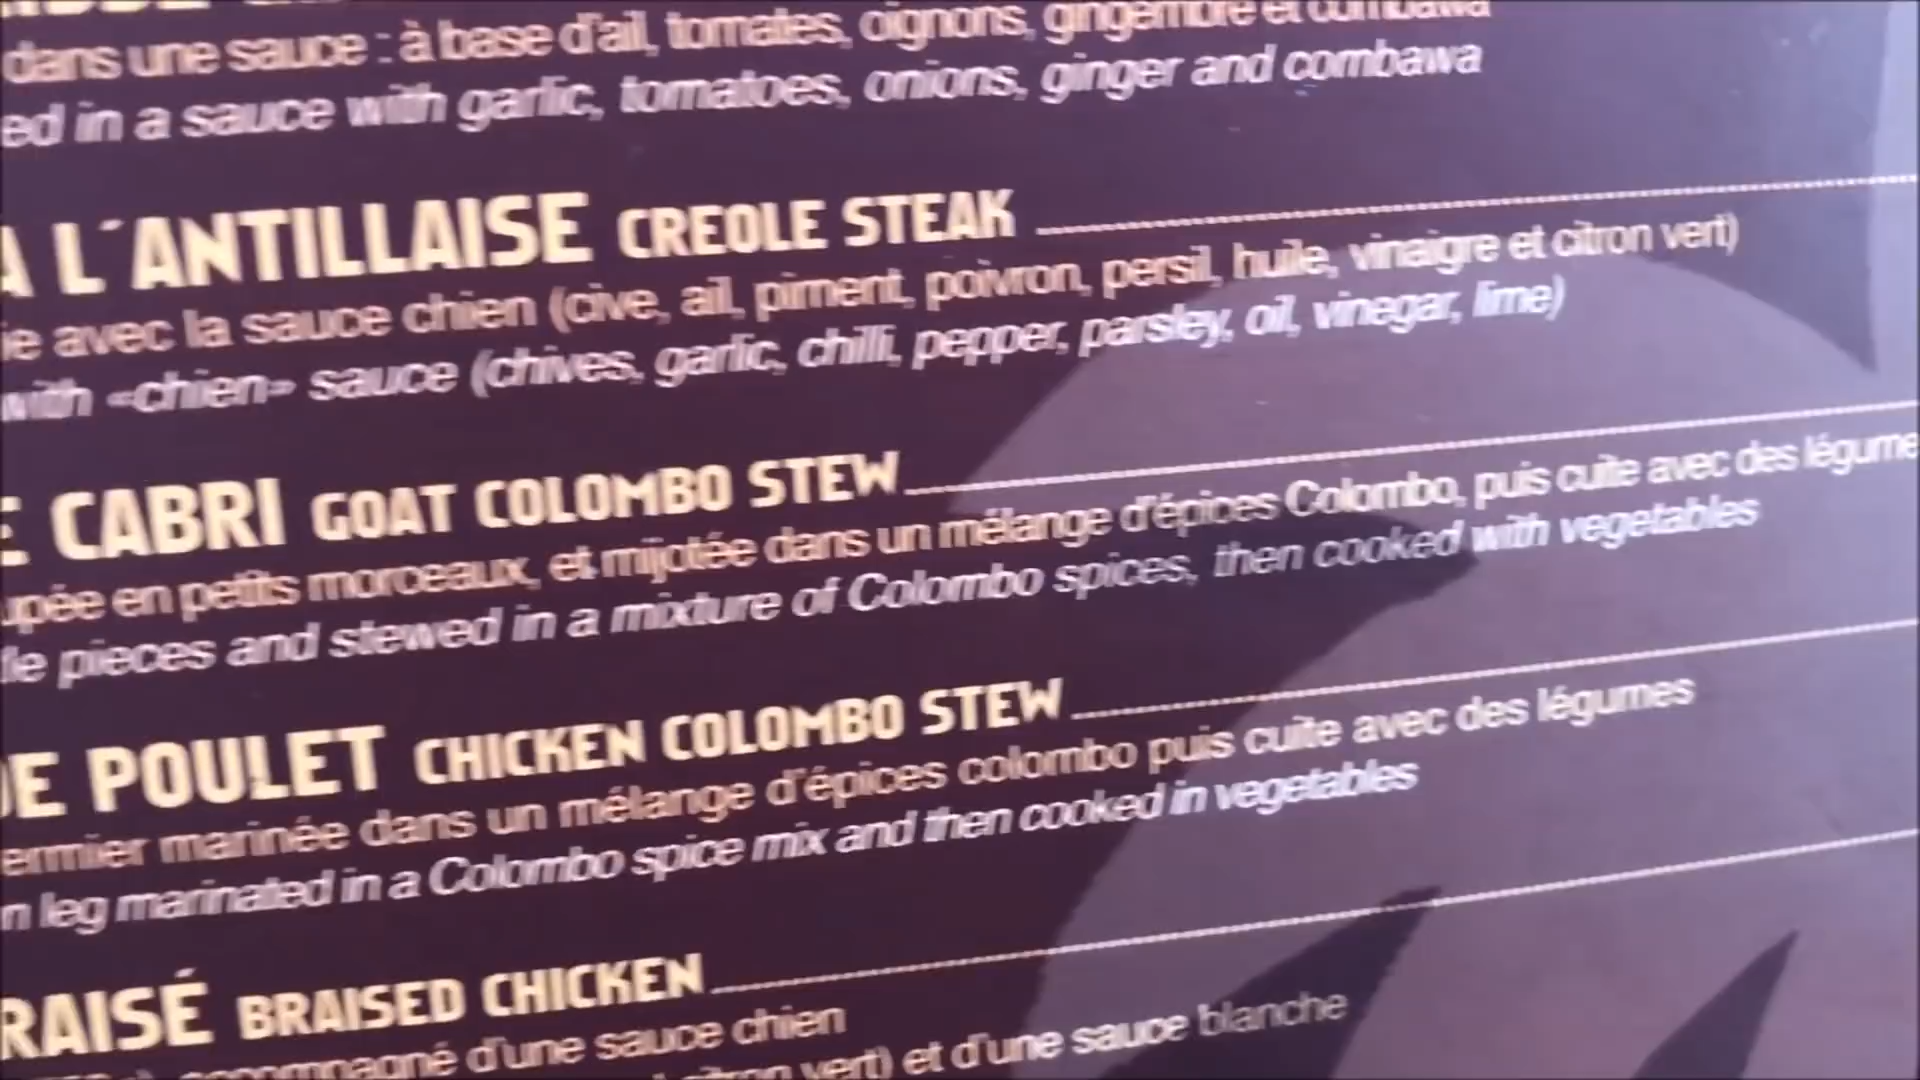 dans une sauce : à base d'ail, tomates, oignons, gingembre et combawa
ed in a sauce with garlic, tomatoes, onions, ginger and combawa
À L'ANTILLAISE CREOLE STEAK
ie avec la sauce chien (cive, ail, piment, poivron, persil, huile, vinaigre et citron vert)
with «chien» sauce (chives, garlic, chilli, pepper, parsley, oil, vinegar, lime)
E CABRI GOAT COLOMBO STEW
upée en petits morceaux, et mijotée dans un mélange d'épices Colombo, puis cuite avec des légume
tle pieces and stewed in a mixture of Colombo spices, then cooked with vegetables
DE POULET CHICKEN COLOMBO STEW
ermier marinée dans un mélange d'épices colombo puis cuite avec des légumes
n leg marinated in a Colombo spice mix and then cooked in vegetables
RAISÉ BRAISED CHICKEN
accompagné d'une sauce chien
citron vert) et d'une sauce blanche